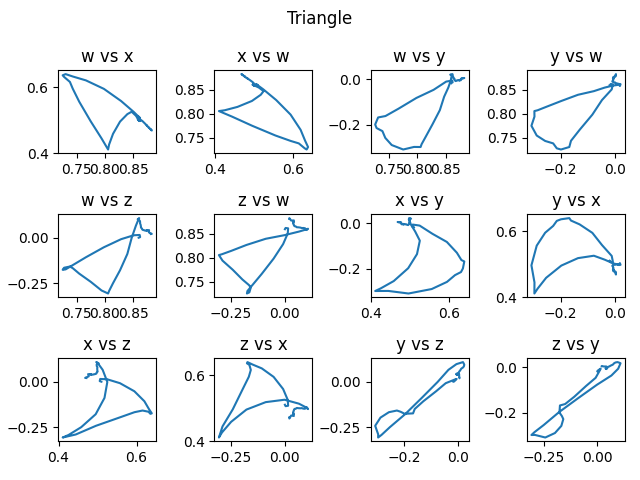 Triangle
w vs x
x vs w
w vs y
y vs w
0.6
0.4
0.75 0.80 0.85
0.85
0.80
0.75
0.4 0.6
0.0
−0.2
0.75 0.80 0.85
0.85
0.80
0.75
−0.2 0.0
w vs z
z vs w
x vs y
y vs x
0.00
−0.25
0.75 0.80 0.85
0.85
0.80
0.75
−0.25 0.00
0.0
−0.2
0.4 0.6
0.6
0.4
−0.2 0.0
x vs z
z vs x
y vs z
z vs y
0.00
−0.25
0.4 0.6
0.6
0.4
−0.25 0.00
0.00
−0.25
−0.2 0.0
0.0
−0.2
−0.25 0.00